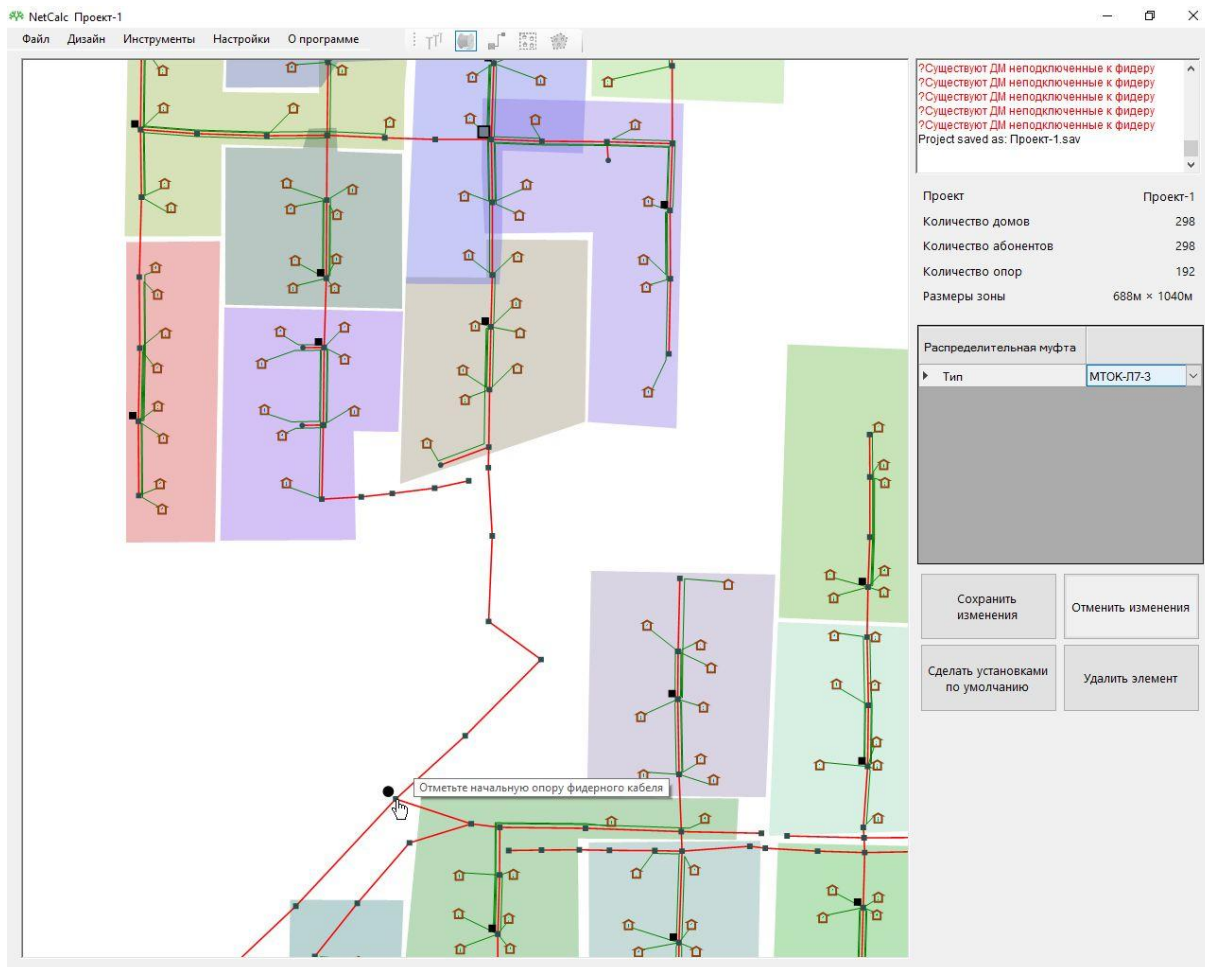 NetCalc Проект-1
Файл Дизайн Инструменты Настройки О программе
?Существуют ДМ неподключенные к фидеру
?Существуют ДМ неподключенные к фидеру
?Существуют ДМ неподключенные к фидеру
?Существуют ДМ неподключенные к фидеру
?Существуют ДМ неподключенные к фидеру
Project saved as: Проект-1.sav
Проект Проект-1
Количество домов 298
Количество абонентов 298
Количество опор 192
Размеры зоны 688м × 1040м
Распределительная муфта
Тип МТОК-Л7-3
Сохранить
изменения
Отменить изменения
Сделать установками
по умолчанию
Удалить элемент
Отметьте начальную опору фидерного кабеля